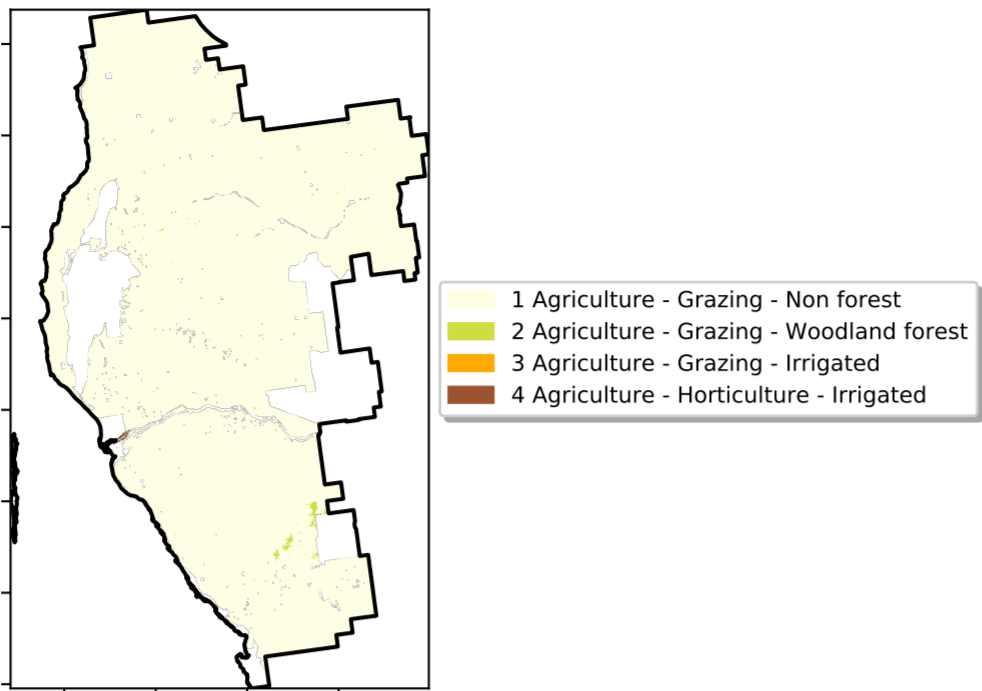 1 Agriculture - Grazing - Non forest
2 Agriculture - Grazing - Woodland forest
3 Agriculture - Grazing - Irrigated
4 Agriculture - Horticulture - Irrigated